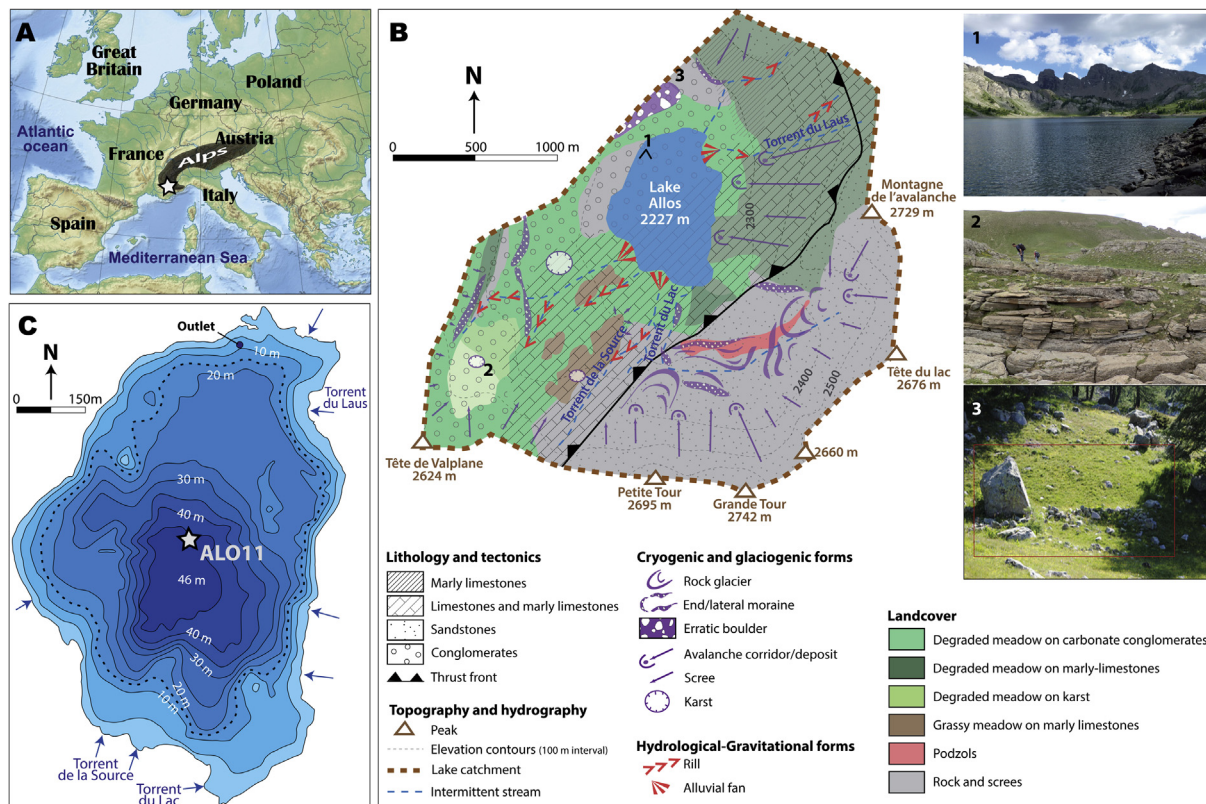 A
Great
Britain
Poland
Germany
Atlantic
ocean
Austria
France
Alps
Italy
Spain
Mediterranean Sea
B
N
0 500 1000 m
3
1
Torrent du Laus
Lake
Allos
2227 m
2300
Montagne
de l'avalanche
2729 m
Torrent du Lac
Torrent de la Source
2
2400
2500
Tête du lac
2676 m
2660 m
Tête de Valplane
2624 m
Petite Tour
2695 m
Grande Tour
2742 m
1
2
3
C
Outlet
N
0 150m
10 m
20 m
Torrent
du Laus
30 m
40 m
ALO11
46 m
40 m
30 m
20 m
10 m
Torrent
de la Source
Torrent
du Lac
Lithology and tectonics
Marly limestones
Limestones and marly limestones
Sandstones
Conglomerates
Thrust front
Topography and hydrography
Peak
Elevation contours (100 m interval)
Lake catchment
Intermittent stream
Cryogenic and glaciogenic forms
Rock glacier
End/lateral moraine
Erratic boulder
Avalanche corridor/deposit
Scree
Karst
Hydrological-Gravitational forms
Rill
Alluvial fan
Landcover
Degraded meadow on carbonate conglomerates
Degraded meadow on marly-limestones
Degraded meadow on karst
Grassy meadow on marly limestones
Podzols
Rock and screes